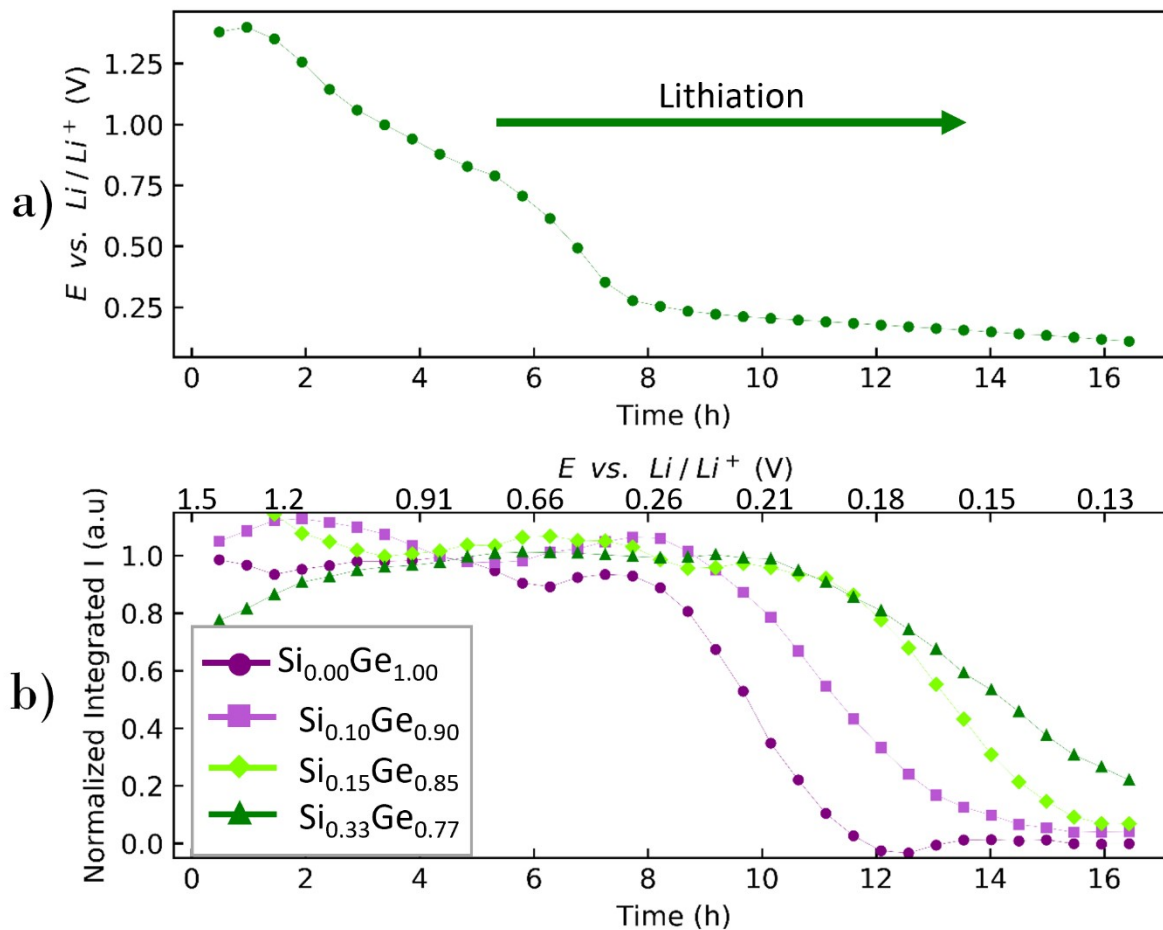 a)
E vs. Li / Li⁺ (V)
1.25
1.00
0.75
0.50
0.25
Lithiation
0 2 4 6 8 10 12 14 16
Time (h)
b)
E vs. Li / Li⁺ (V)
1.5 1.2 0.91 0.66 0.26 0.21 0.18 0.15 0.13
Normalized Integrated I (a.u
1.0
0.8
0.6
0.4
0.2
0.0
Si₀.₀₀Ge₁.₀₀
Si₀.₁₀Ge₀.₉₀
Si₀.₁₅Ge₀.₈₅
Si₀.₃₃Ge₀.₇₇
0 2 4 6 8 10 12 14 16
Time (h)